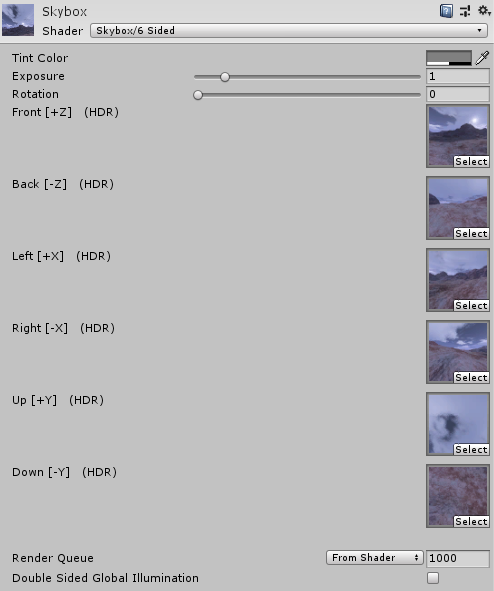 Skybox
Shader Skybox/6 Sided
Tint Color
Exposure 1
Rotation 0
Front [+Z] (HDR)
Select
Back [-Z] (HDR)
Select
Left [+X] (HDR)
Select
Right [-X] (HDR)
Select
Up [+Y] (HDR)
Select
Down [-Y] (HDR)
Select
Render Queue From Shader 1000
Double Sided Global Illumination